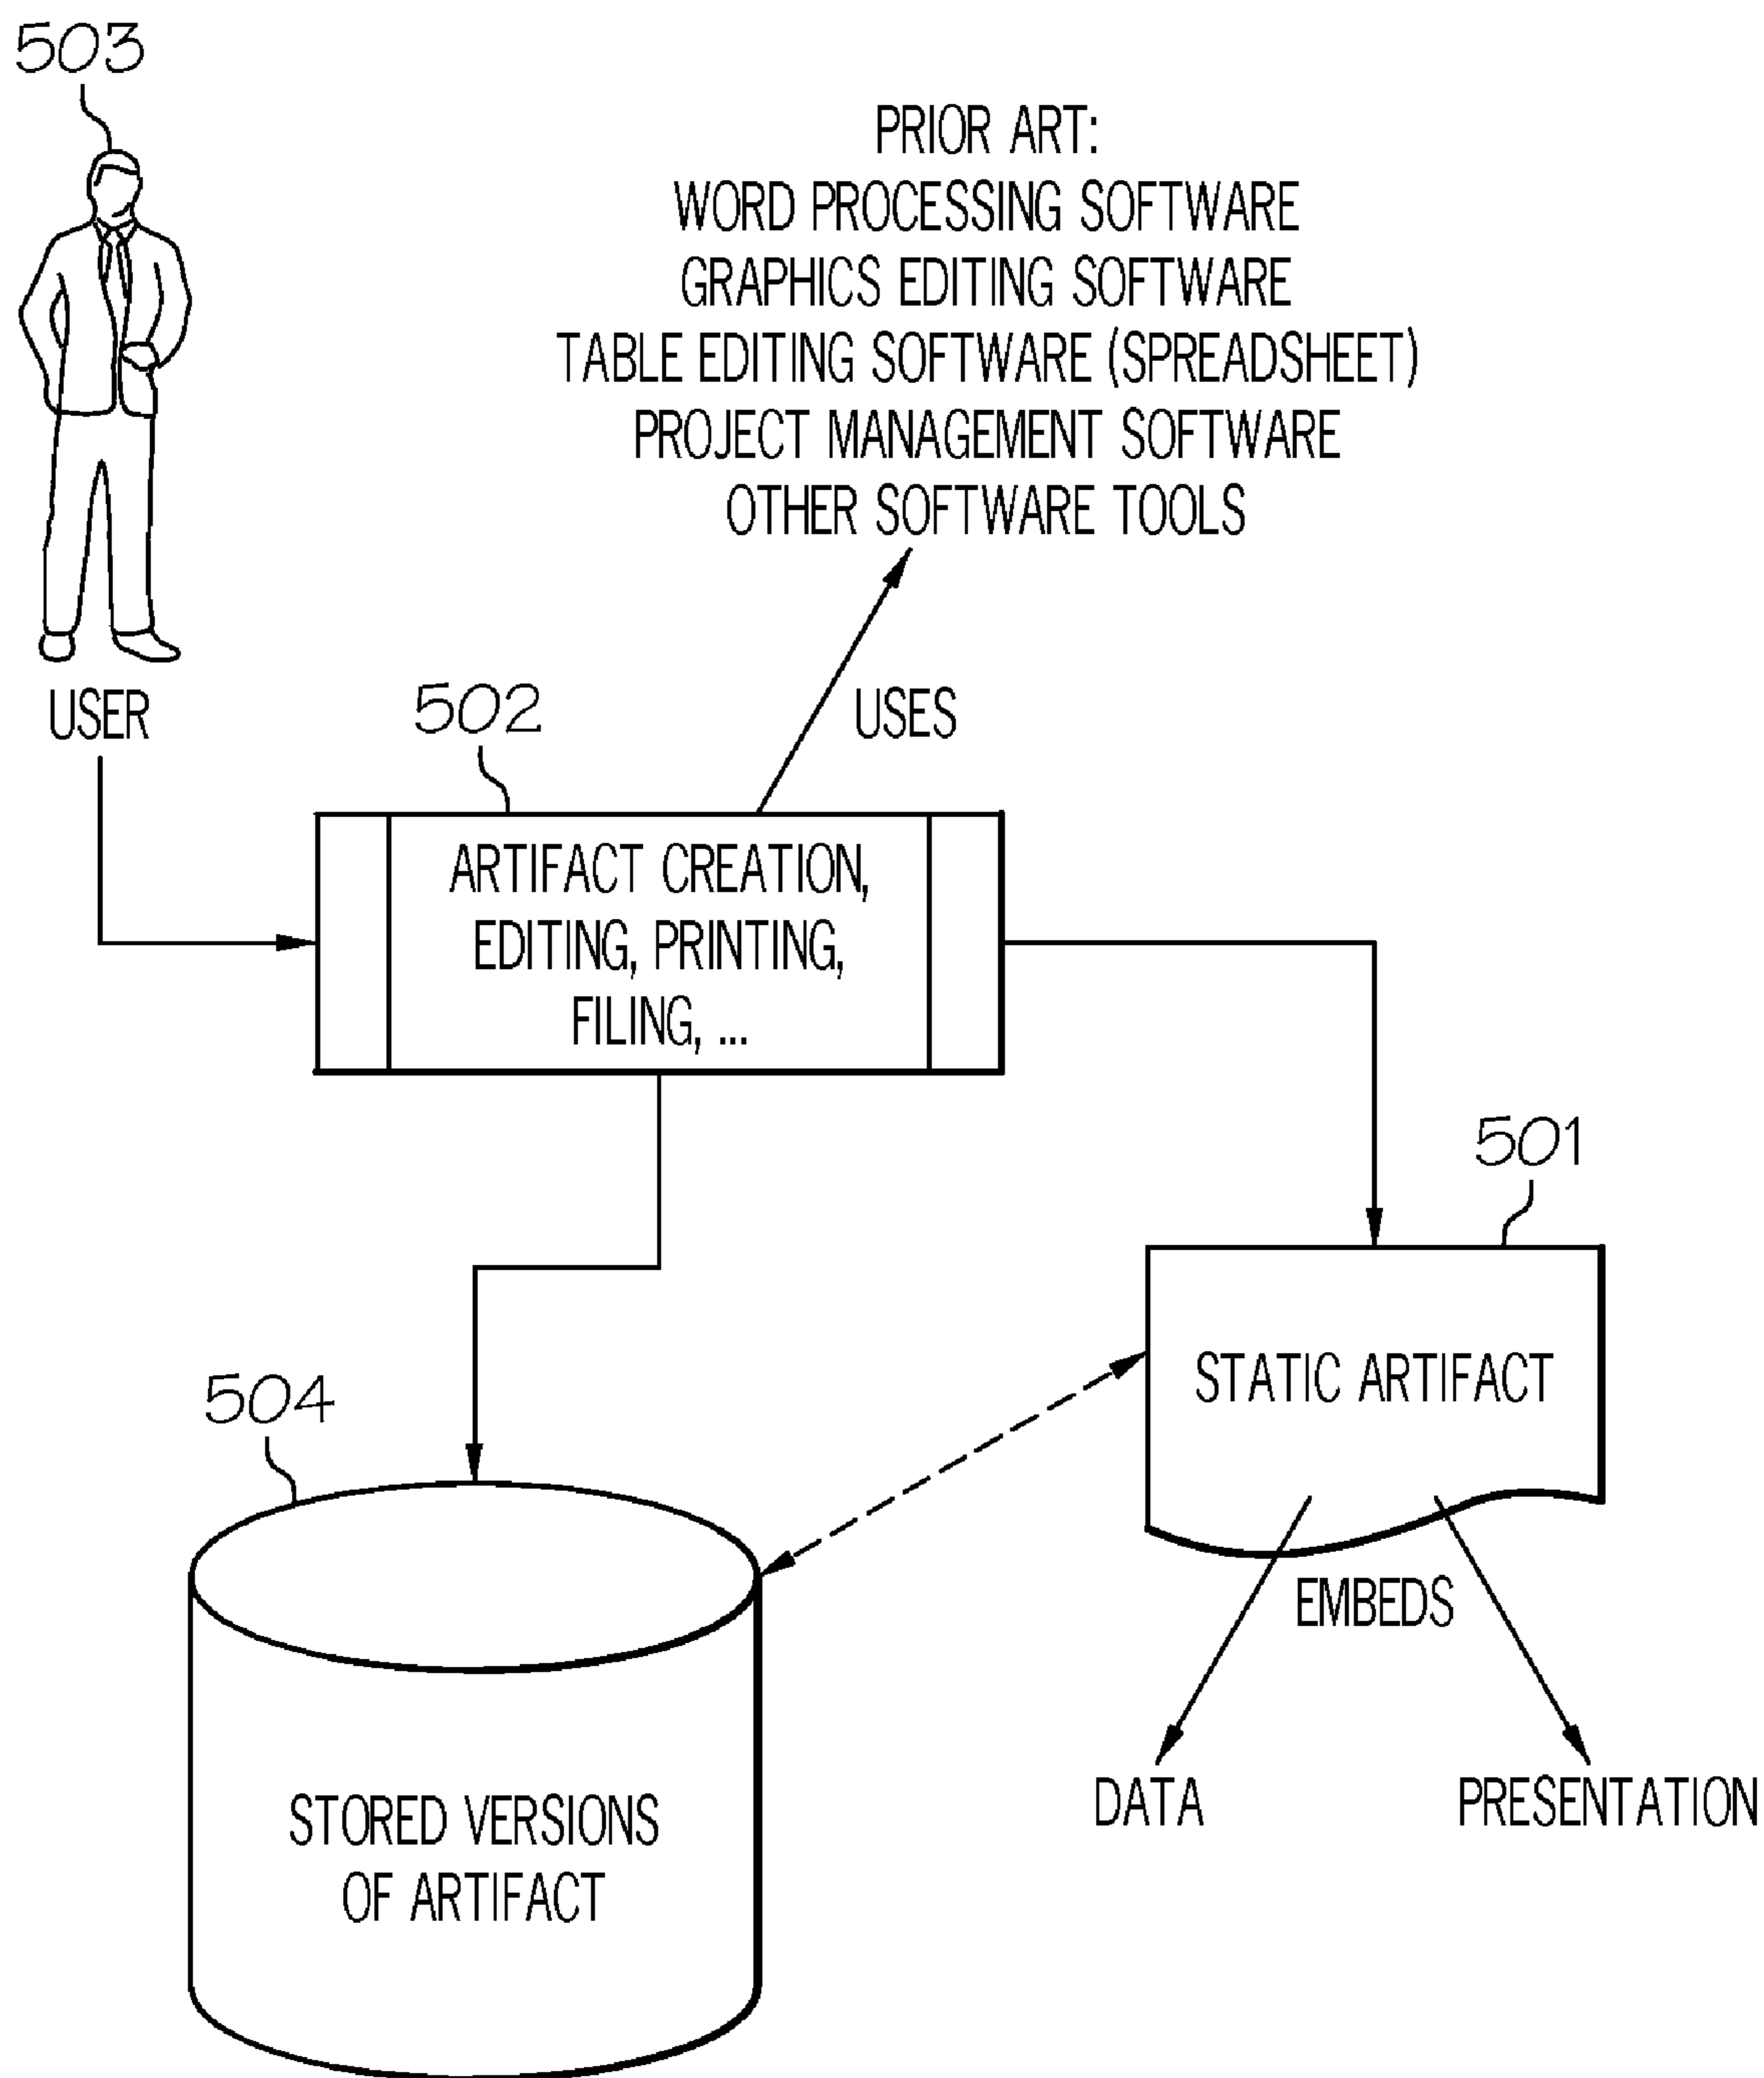 503
PRIOR ART:
WORD PROCESSING SOFTWARE
GRAPHICS EDITING SOFTWARE
TABLE EDITING SOFTWARE (SPREADSHEET)
PROJECT MANAGEMENT SOFTWARE
OTHER SOFTWARE TOOLS
USER
502
USES
ARTIFACT CREATION,
EDITING, PRINTING,
FILING, ...
501
STATIC ARTIFACT
504
EMBEDS
DATA
PRESENTATION
STORED VERSIONS
OF ARTIFACT